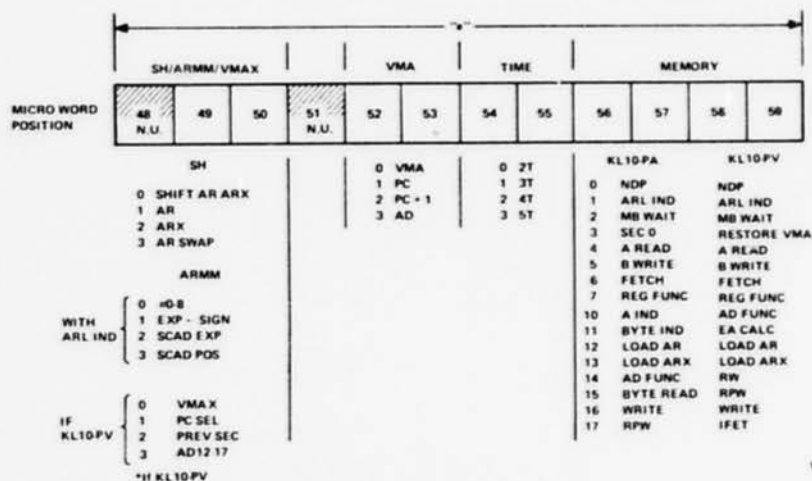 "e"
SH/ARMM/VMAX VMA TIME MEMORY
MICRO WORD POSITION
48 N.U. 49 50 51 N.U. 52 53 54 55 56 57 58 59
SH
0 SHIFT AR ARX
1 AR
2 ARX
3 AR SWAP
ARMM
WITH ARL IND
0 =0-8
1 EXP - SIGN
2 SCAD EXP
3 SCAD POS
IF KL10-PV
0 VMAX
1 PC SEL
2 PREV SEC
3 AD12 17
*If KL10-PV
0 VMA
1 PC
2 PC + 1
3 AD
0 2T
1 3T
2 4T
3 5T
KL10-PA KL10-PV
0 NDP NDP
1 ARL IND ARL IND
2 MB WAIT MB WAIT
3 SEC 0 RESTORE VMA
4 A READ A READ
5 B WRITE B WRITE
6 FETCH FETCH
7 REG FUNC REG FUNC
10 A IND AD FUNC
11 BYTE IND EA CALC
12 LOAD AR LOAD AR
13 LOAD ARX LOAD ARX
14 AD FUNC RW
15 BYTE READ RPW
16 WRITE WRITE
17 RPW IFET